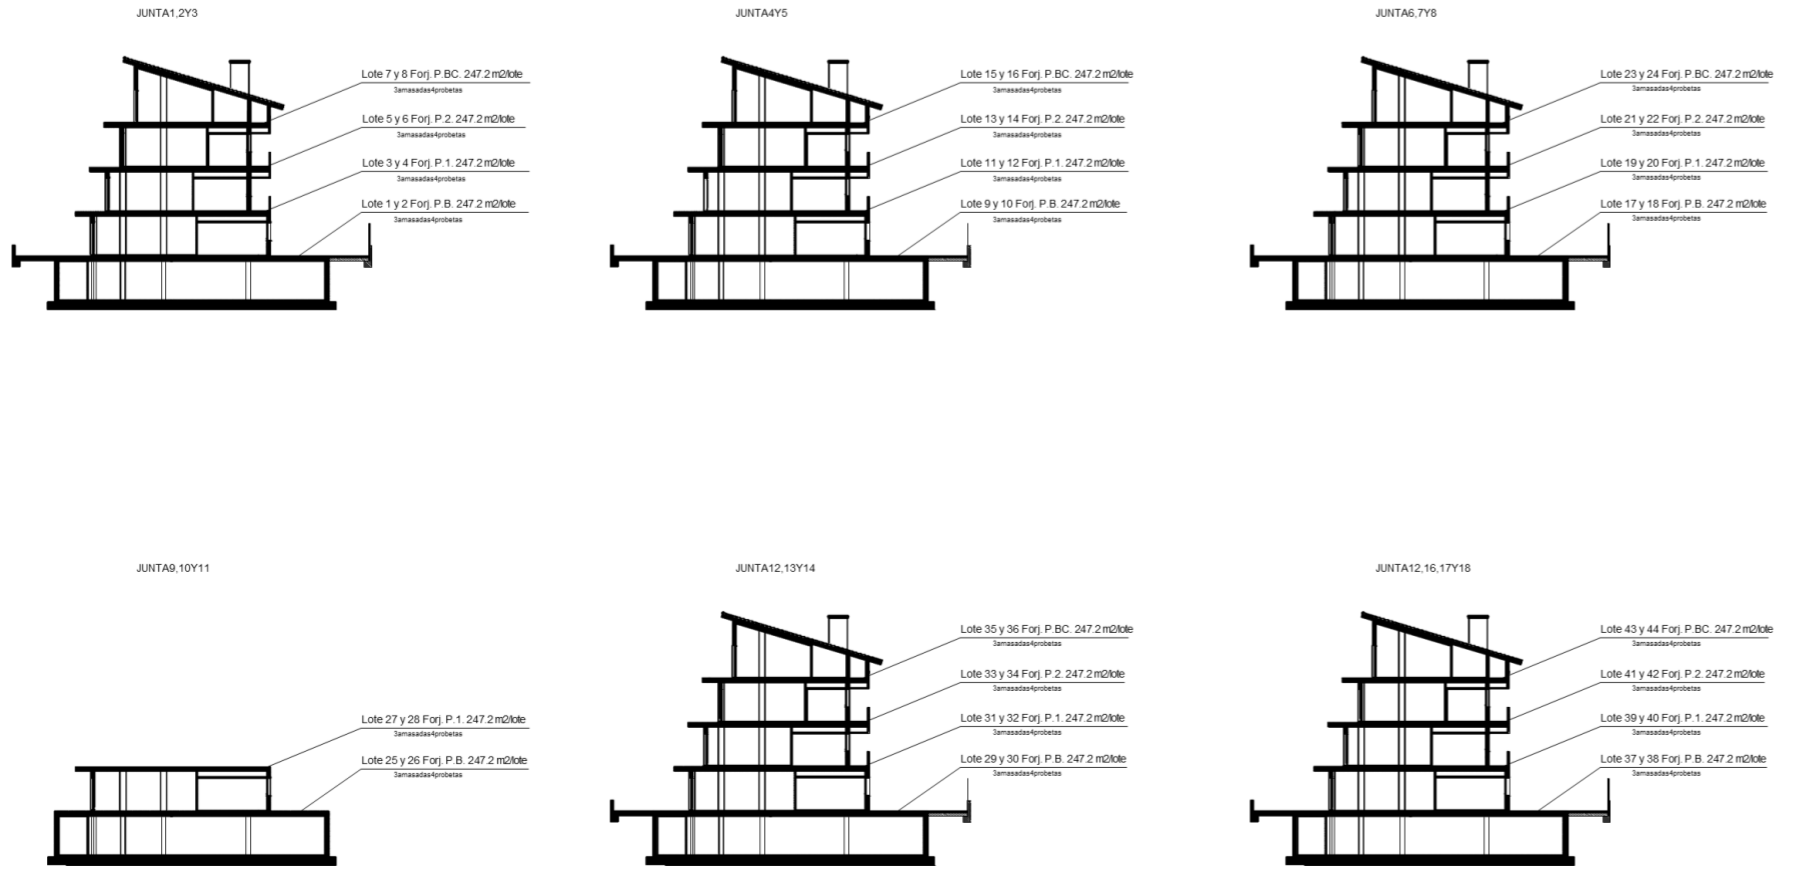 JUNTA1,2Y3
Lote 7 y 8 Forj. P.BC. 247.2 m2/lote
3amasadas4probetas
Lote 5 y 6 Forj. P.2. 247.2 m2/lote
3amasadas4probetas
Lote 3 y 4 Forj. P.1. 247.2 m2/lote
3amasadas4probetas
Lote 1 y 2 Forj. P.B. 247.2 m2/lote
3amasadas4probetas
JUNTA4Y5
Lote 15 y 16 Forj. P.BC. 247.2 m2/lote
3amasadas4probetas
Lote 13 y 14 Forj. P.2. 247.2 m2/lote
3amasadas4probetas
Lote 11 y 12 Forj. P.1. 247.2 m2/lote
3amasadas4probetas
Lote 9 y 10 Forj. P.B. 247.2 m2/lote
3amasadas4probetas
JUNTA6,7Y8
Lote 23 y 24 Forj. P.BC. 247.2 m2/lote
3amasadas4probetas
Lote 21 y 22 Forj. P.2. 247.2 m2/lote
3amasadas4probetas
Lote 19 y 20 Forj. P.1. 247.2 m2/lote
3amasadas4probetas
Lote 17 y 18 Forj. P.B. 247.2 m2/lote
3amasadas4probetas
JUNTA9,10Y11
Lote 27 y 28 Forj. P.1. 247.2 m2/lote
3amasadas4probetas
Lote 25 y 26 Forj. P.B. 247.2 m2/lote
3amasadas4probetas
JUNTA12,13Y14
Lote 35 y 36 Forj. P.BC. 247.2 m2/lote
3amasadas4probetas
Lote 33 y 34 Forj. P.2. 247.2 m2/lote
3amasadas4probetas
Lote 31 y 32 Forj. P.1. 247.2 m2/lote
3amasadas4probetas
Lote 29 y 30 Forj. P.B. 247.2 m2/lote
3amasadas4probetas
JUNTA12,16,17Y18
Lote 43 y 44 Forj. P.BC. 247.2 m2/lote
3amasadas4probetas
Lote 41 y 42 Forj. P.2. 247.2 m2/lote
3amasadas4probetas
Lote 39 y 40 Forj. P.1. 247.2 m2/lote
3amasadas4probetas
Lote 37 y 38 Forj. P.B. 247.2 m2/lote
3amasadas4probetas